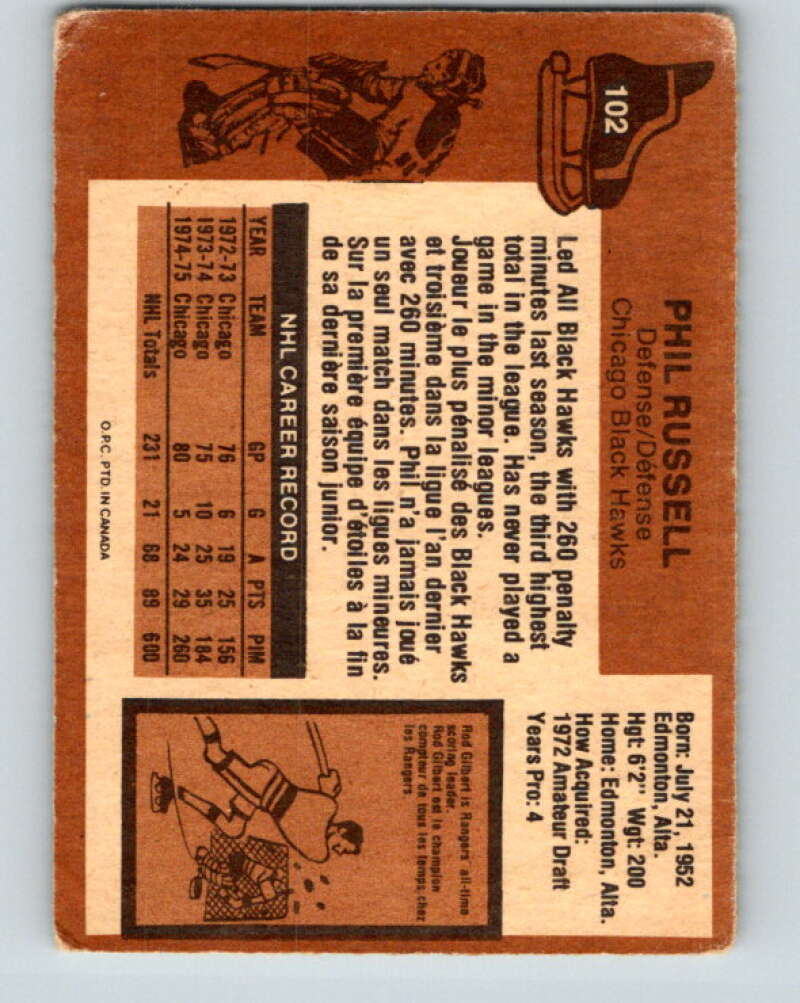 102
PHIL RUSSELL
Defense/Défense
Chicago Black Hawks
Born: July 21, 1952
Edmonton, Alta.
Hgt: 6'2" Wgt: 200
Home: Edmonton, Alta.
How Acquired:
1972 Amateur Draft
Years Pro: 4
Led All Black Hawks with 260 penalty
minutes last season, the third highest
total in the league. Has never played a
game in the minor leagues.
Joueur le plus pénalisé des Black Hawks
et troisième dans la ligue l'an dernier
avec 260 minutes. Phil n'a jamais joué
un seul match dans les ligues mineures.
Sur la première équipe d'étoiles à la fin
de sa dernière saison junior.
NHL CAREER RECORD
YEAR TEAM GP G A PTS PIM
1972-73 Chicago 76 6 19 25 156
1973-74 Chicago 75 10 25 35 184
1974-75 Chicago 80 5 24 29 260
NHL Totals 231 21 68 89 600
Rod Gilbert is Rangers' all-time
scoring leader.
Rod Gilbert est le champion
compteur de tous les temps chez
les Rangers
O.P.C. PTD. IN CANADA